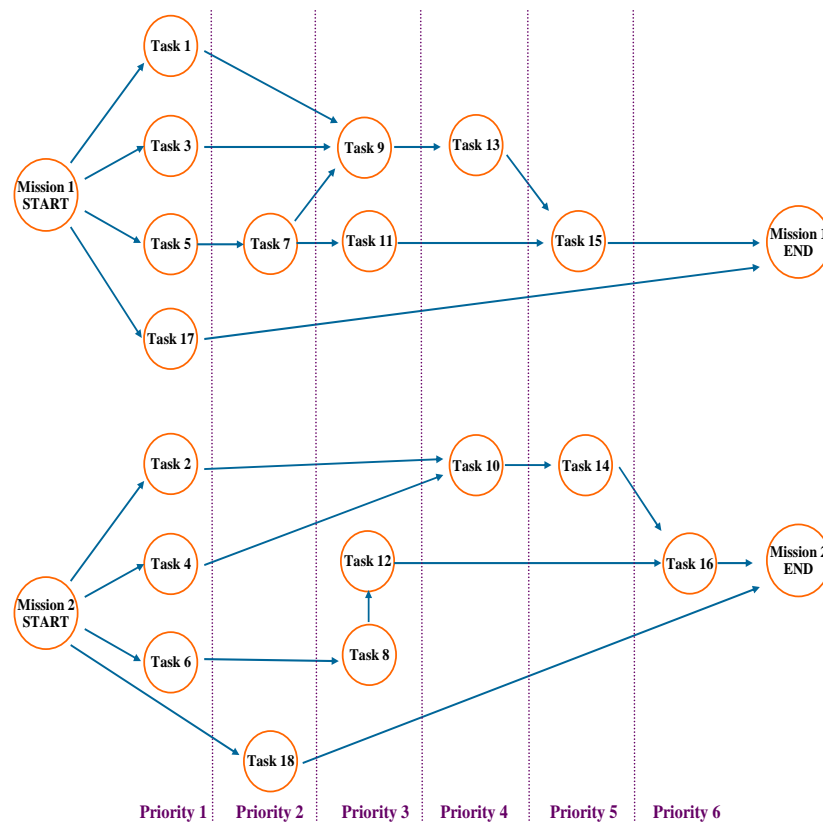 Task 1
Task 3
Task 9
Task 13
Mission 1
START
Task 5
Task 7
Task 11
Task 15
Mission 1
END
Task 17
Task 2
Task 10
Task 14
Task 4
Task 12
Task 16
Mission 2
END
Mission 2
START
Task 6
Task 8
Task 18
Priority 1
Priority 2
Priority 3
Priority 4
Priority 5
Priority 6